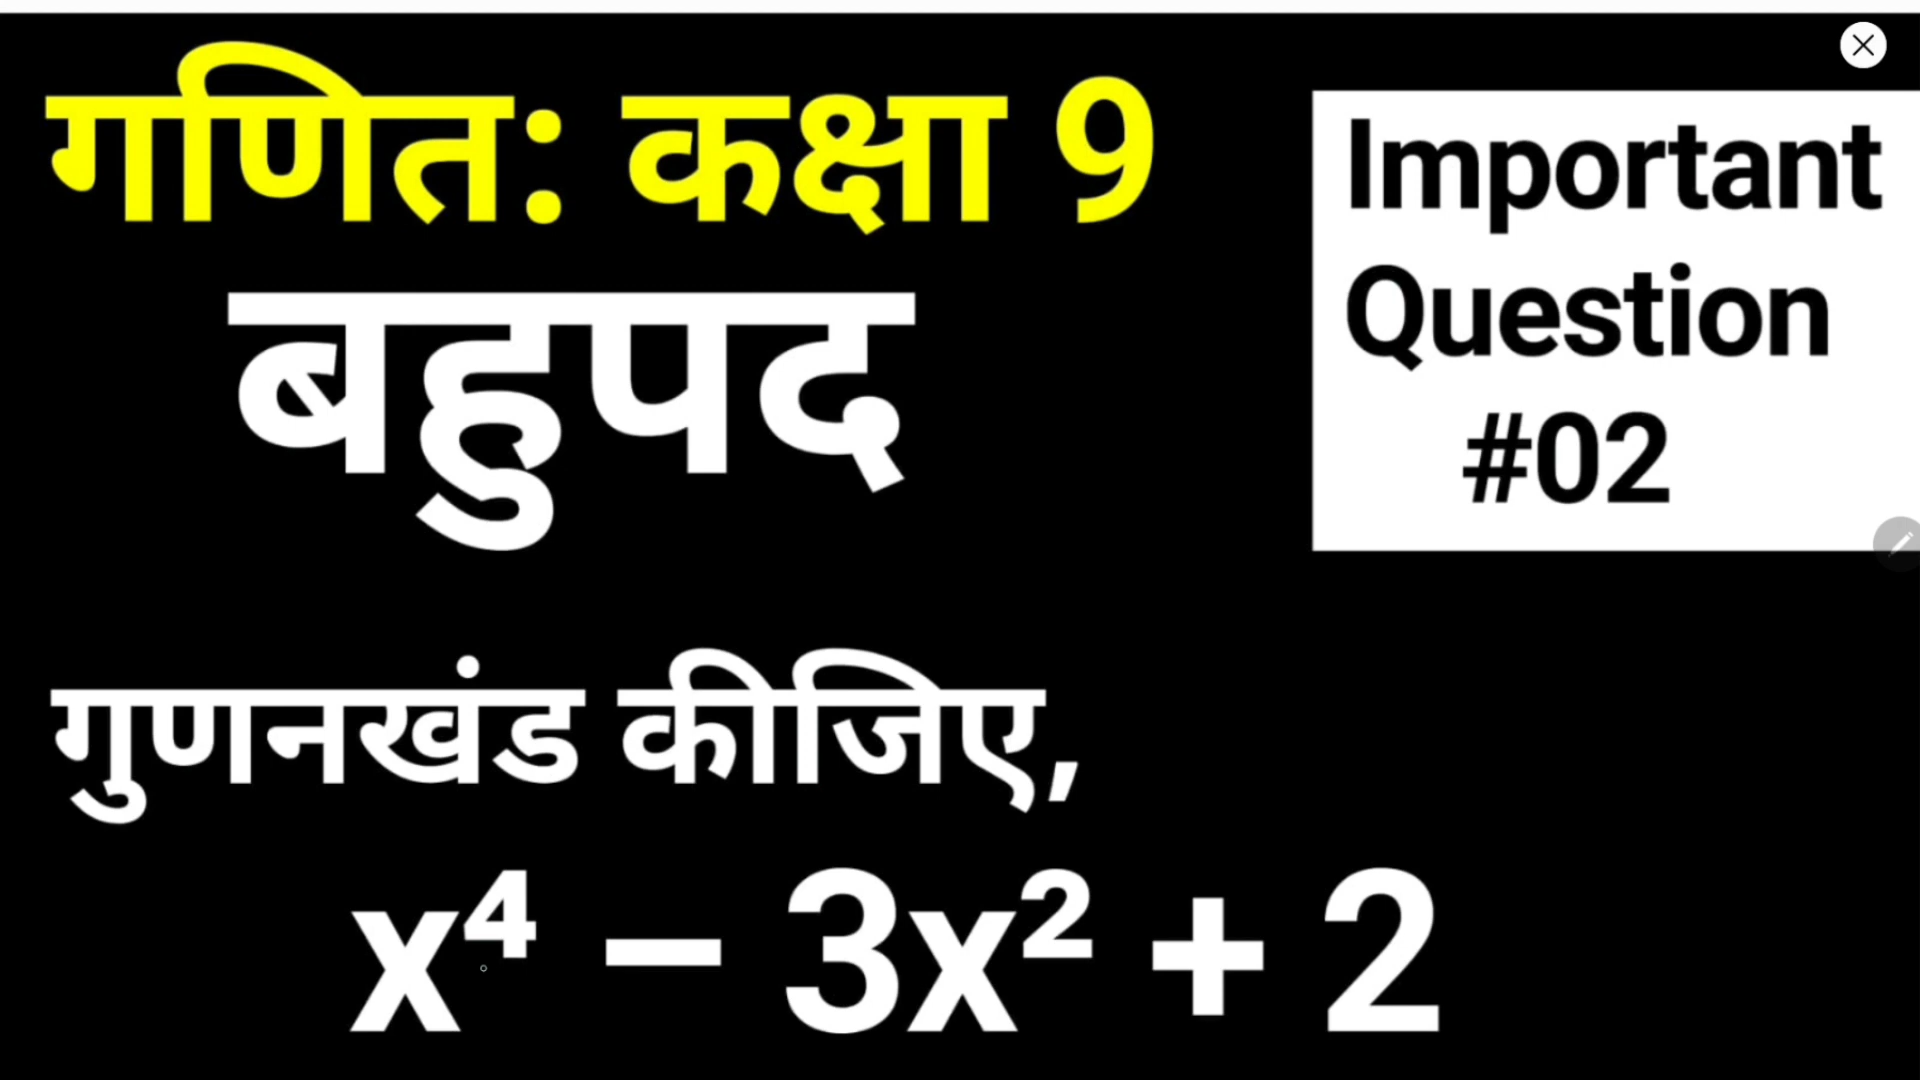 गणित: कक्षा 9
बहुपद
Important
Question
#02
गुणनखंड कीजिए,
x⁴ – 3x² + 2